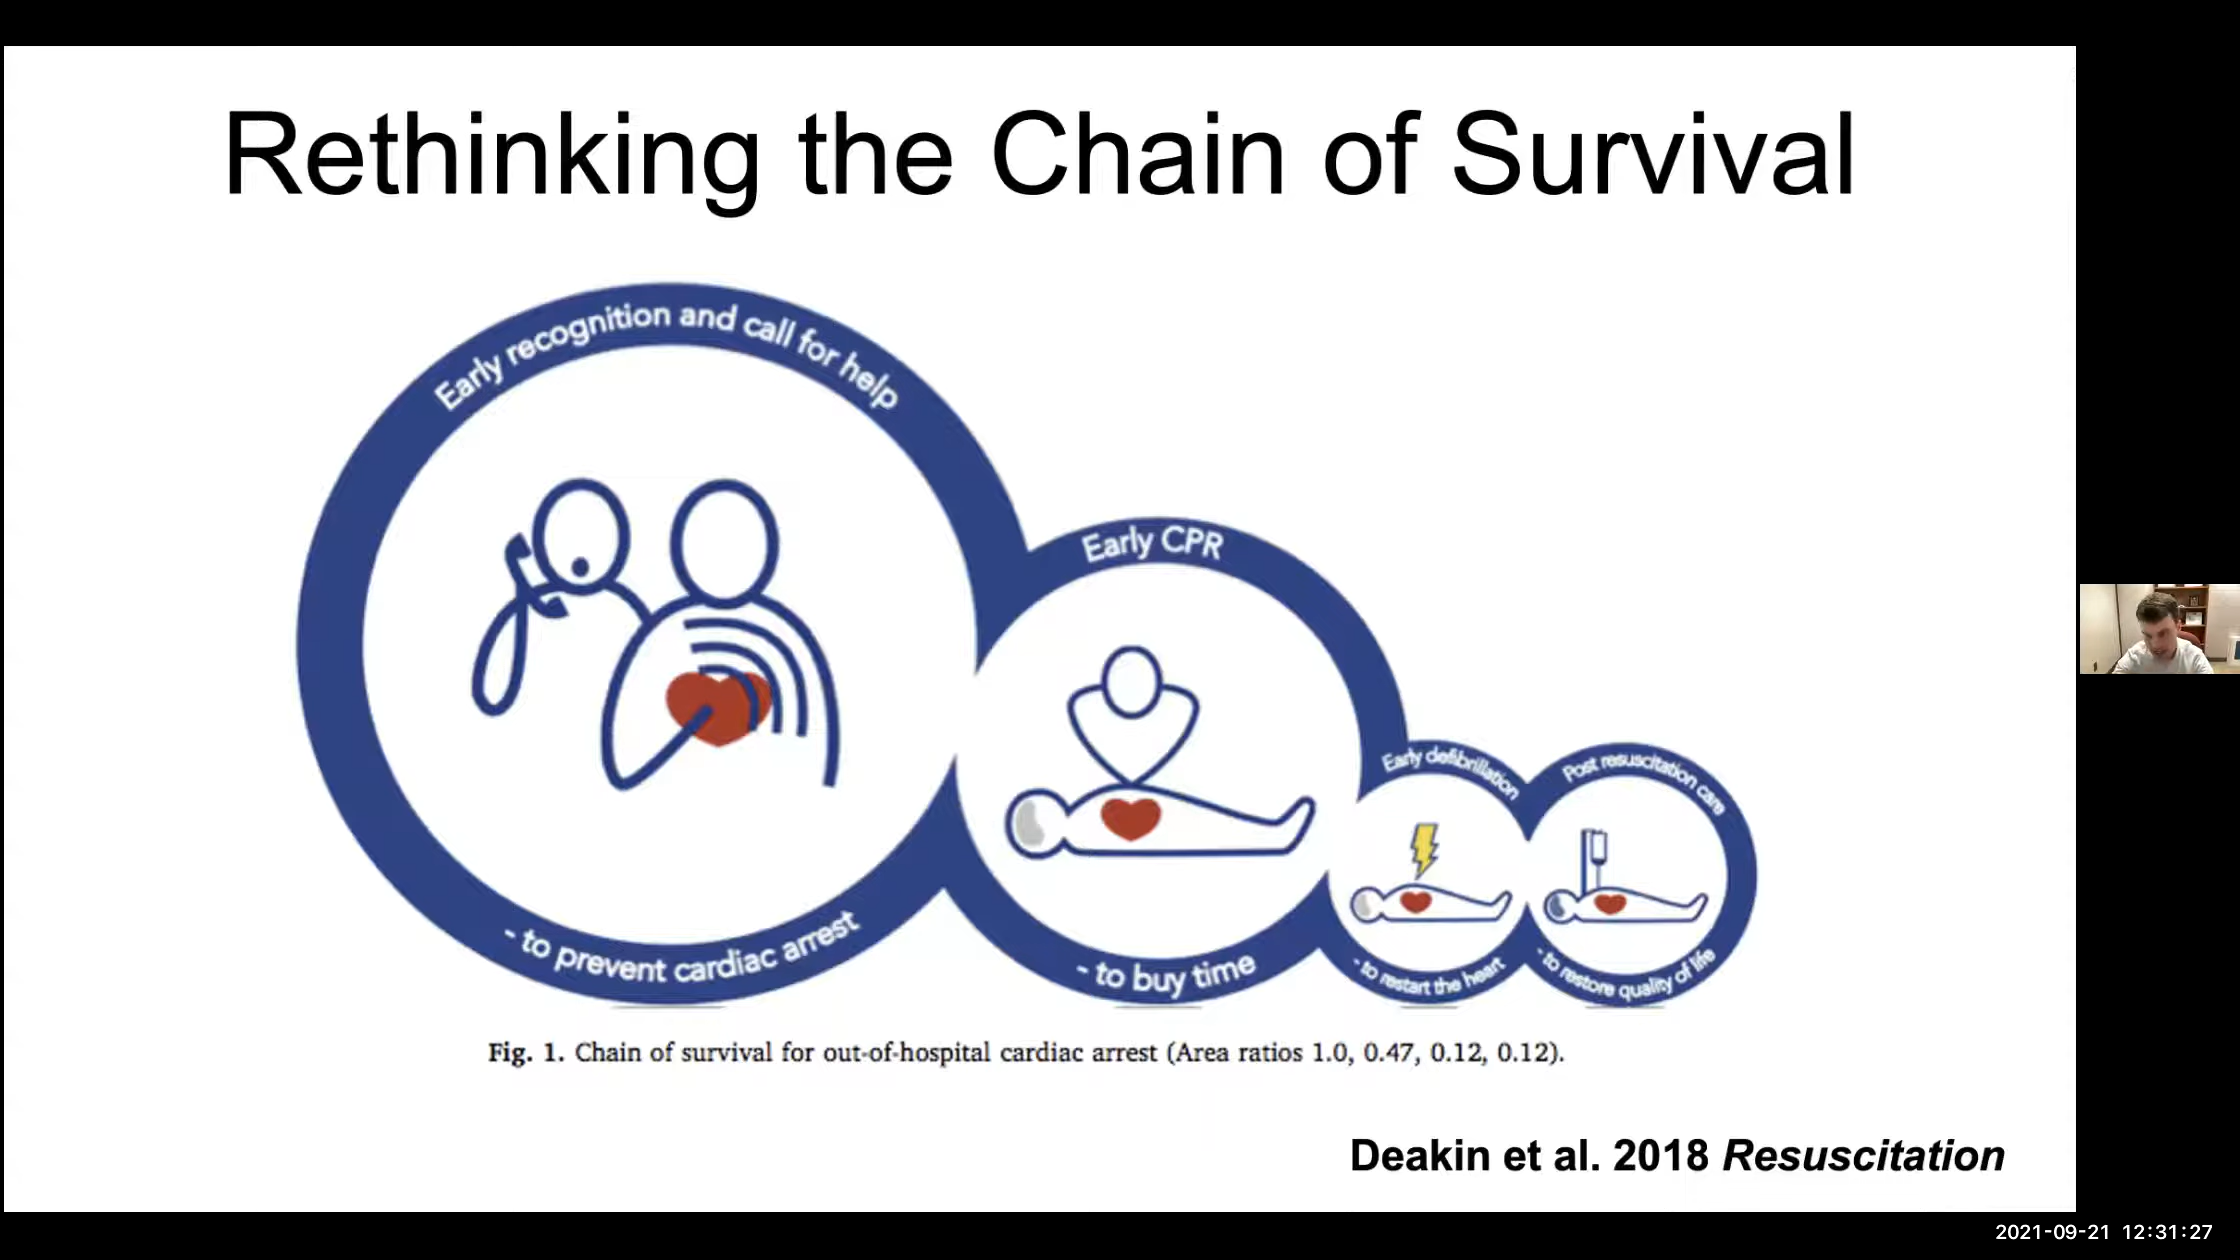 Rethinking the Chain of Survival
Early recognition and call for help
- to prevent cardiac arrest
Early CPR
- to buy time
Early defibrillation
- to restart the heart
Post resuscitation care
- to restore quality of life
Fig. 1. Chain of survival for out-of-hospital cardiac arrest (Area ratios 1.0, 0.47, 0.12, 0.12).
Deakin et al. 2018 Resuscitation
2021-09-21 12:31:27